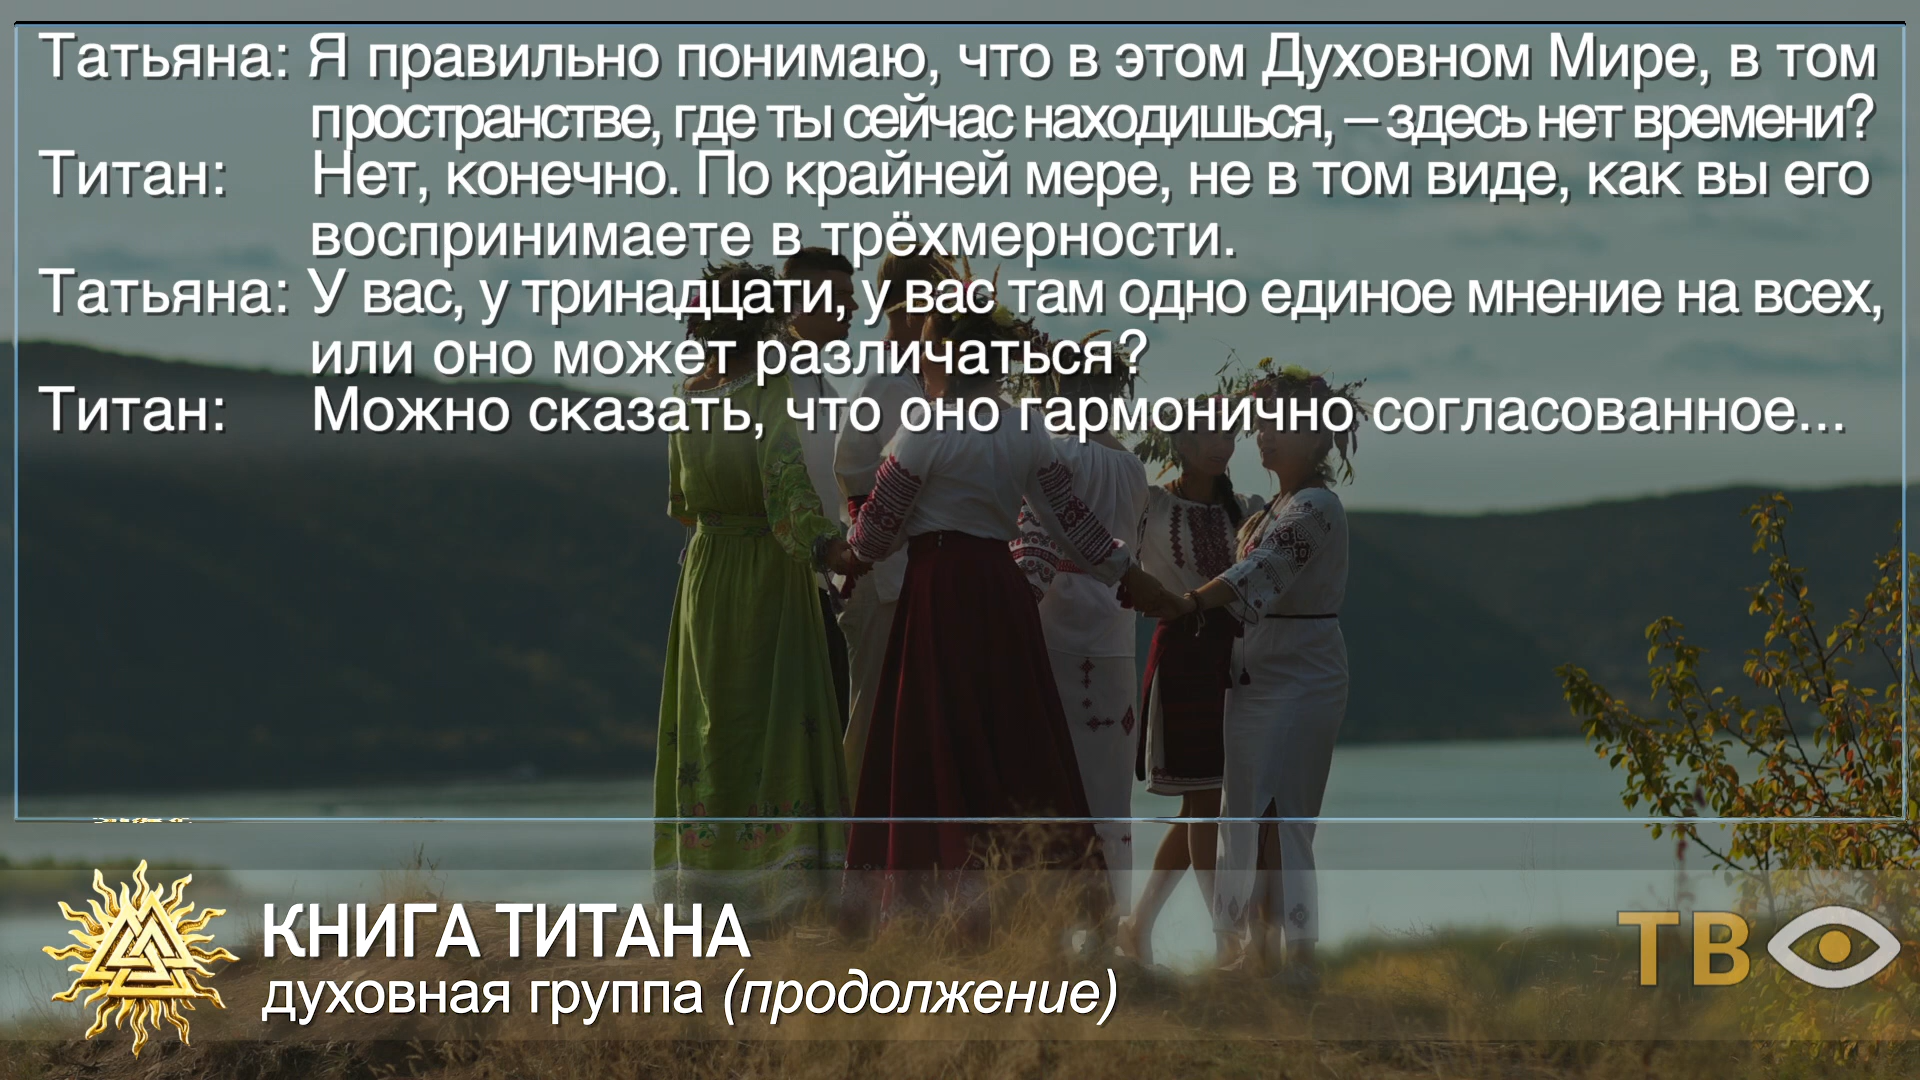 Татьяна: Я правильно понимаю, что в этом Духовном Мире, в том
пространстве, где ты сейчас находишься, – здесь нет времени?
Титан: Нет, конечно. По крайней мере, не в том виде, как вы его
воспринимаете в трёхмерности.
Татьяна: У вас, у тринадцати, у вас там одно единое мнение на всех,
или оно может различаться?
Титан: Можно сказать, что оно гармонично согласованное...
КНИГА ТИТАНА
духовная группа (продолжение)
ТВ